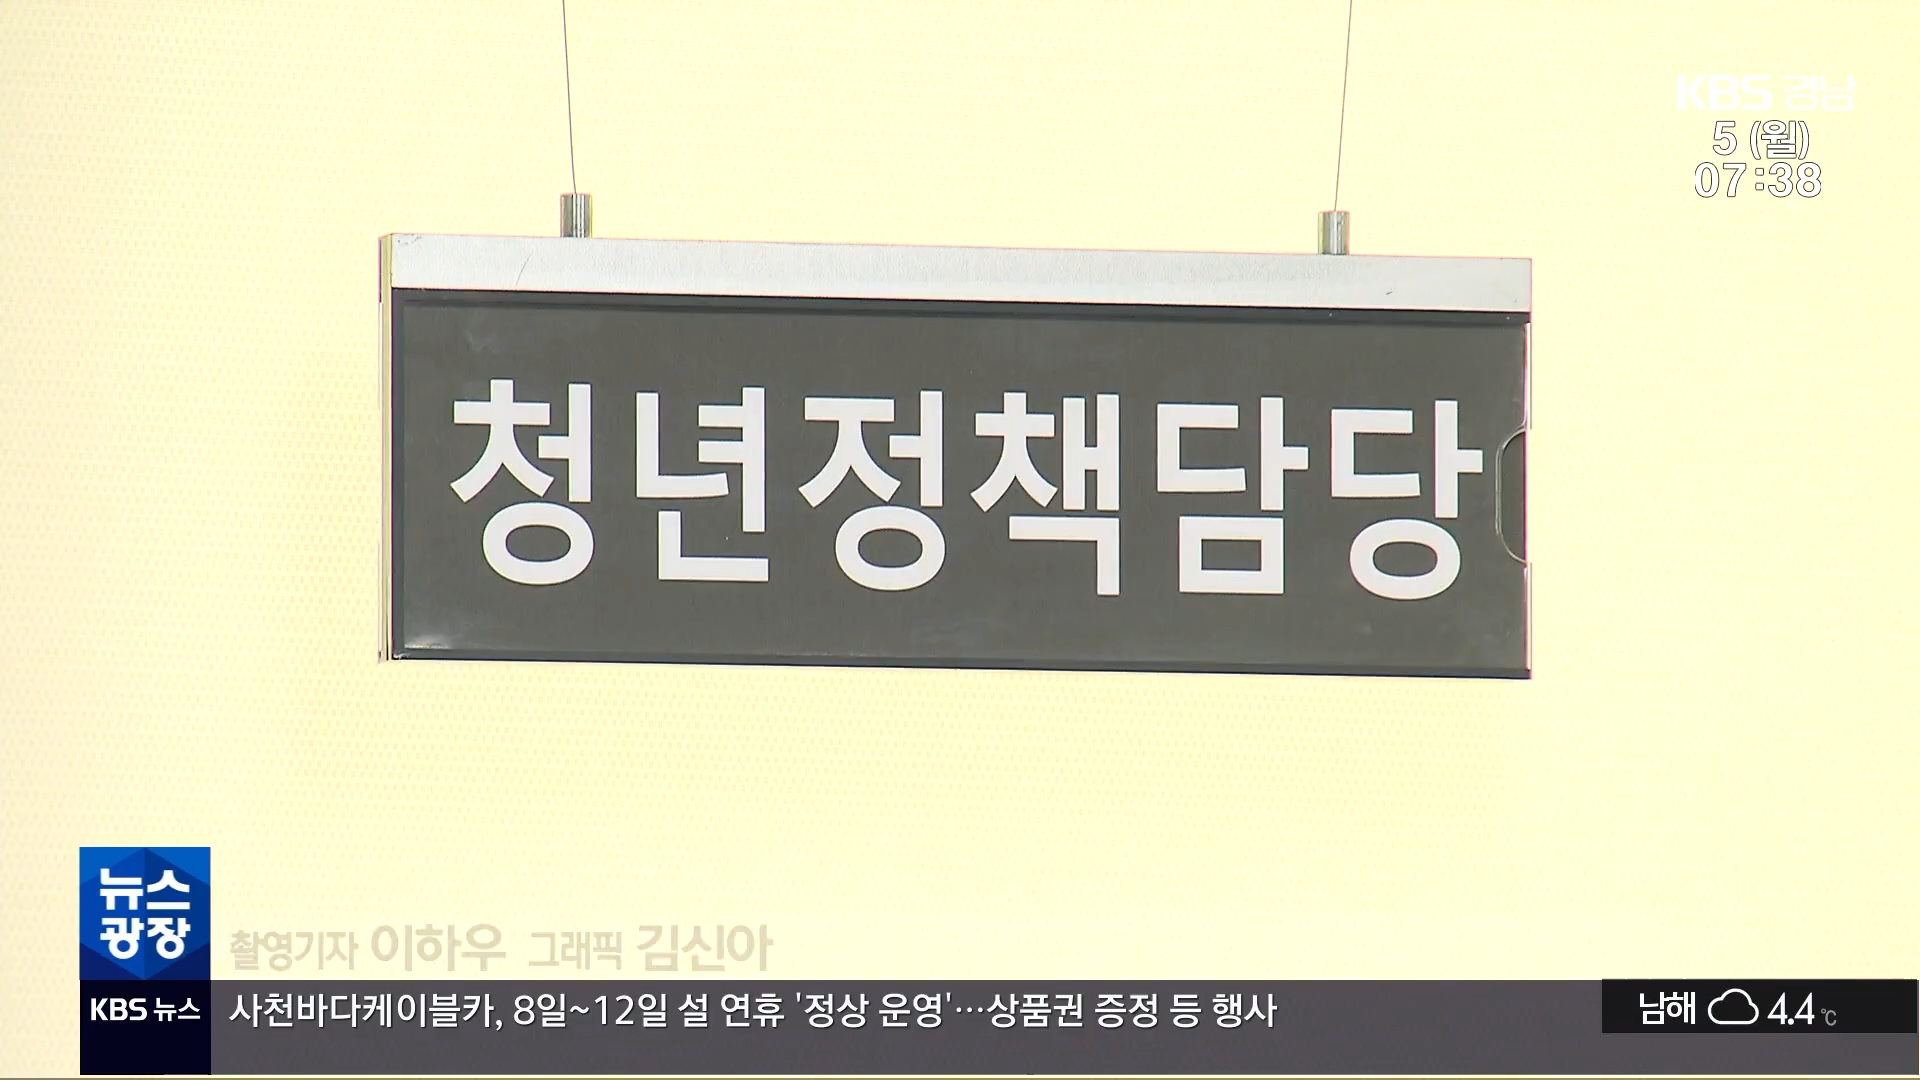 KBS 경남
5 (월)
07:38
청년정책담당
뉴스
광장
촬영기자 이하우 그래픽 김신아
KBS 뉴스
사천바다케이블카, 8일~12일 설 연휴 '정상 운영'…상품권 증정 등 행사
남해 4.4℃